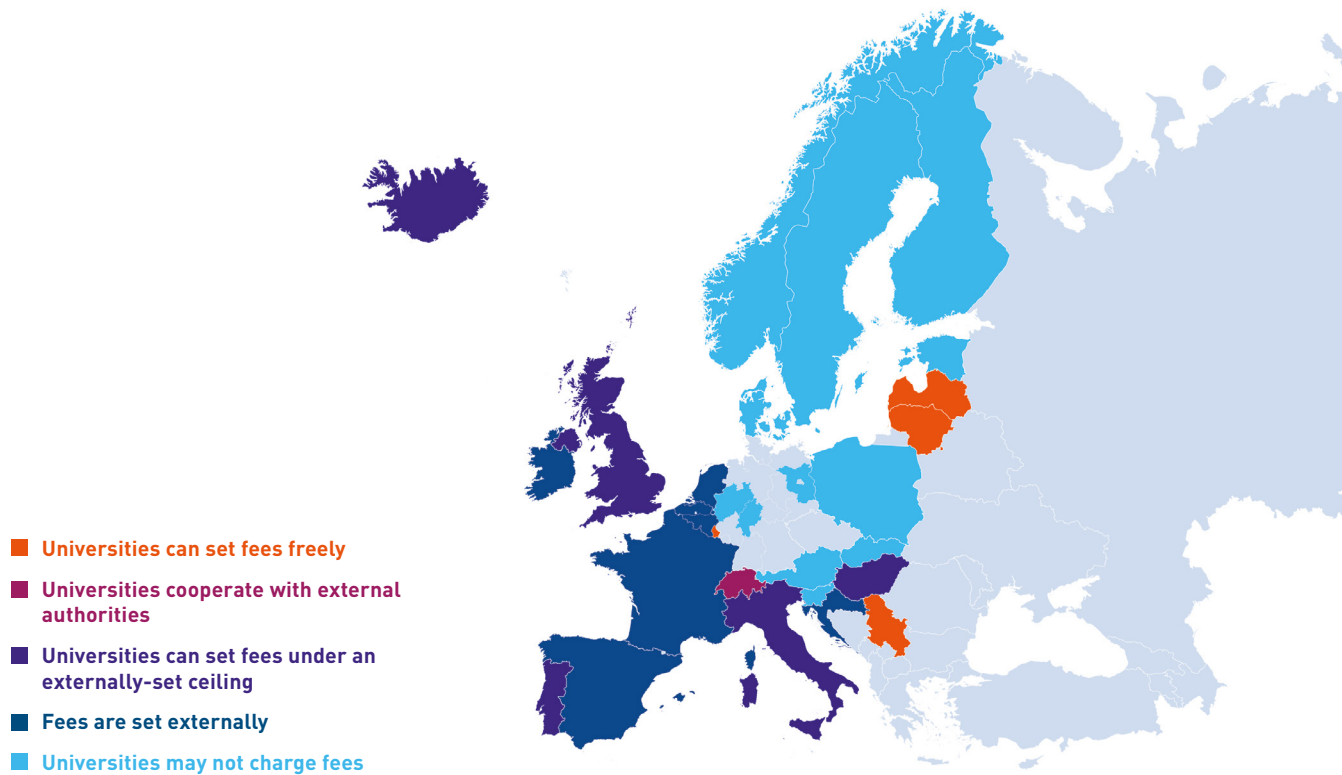 Universities can set fees freely
Universities cooperate with external
authorities
Universities can set fees under an
externally-set ceiling
Fees are set externally
Universities may not charge fees